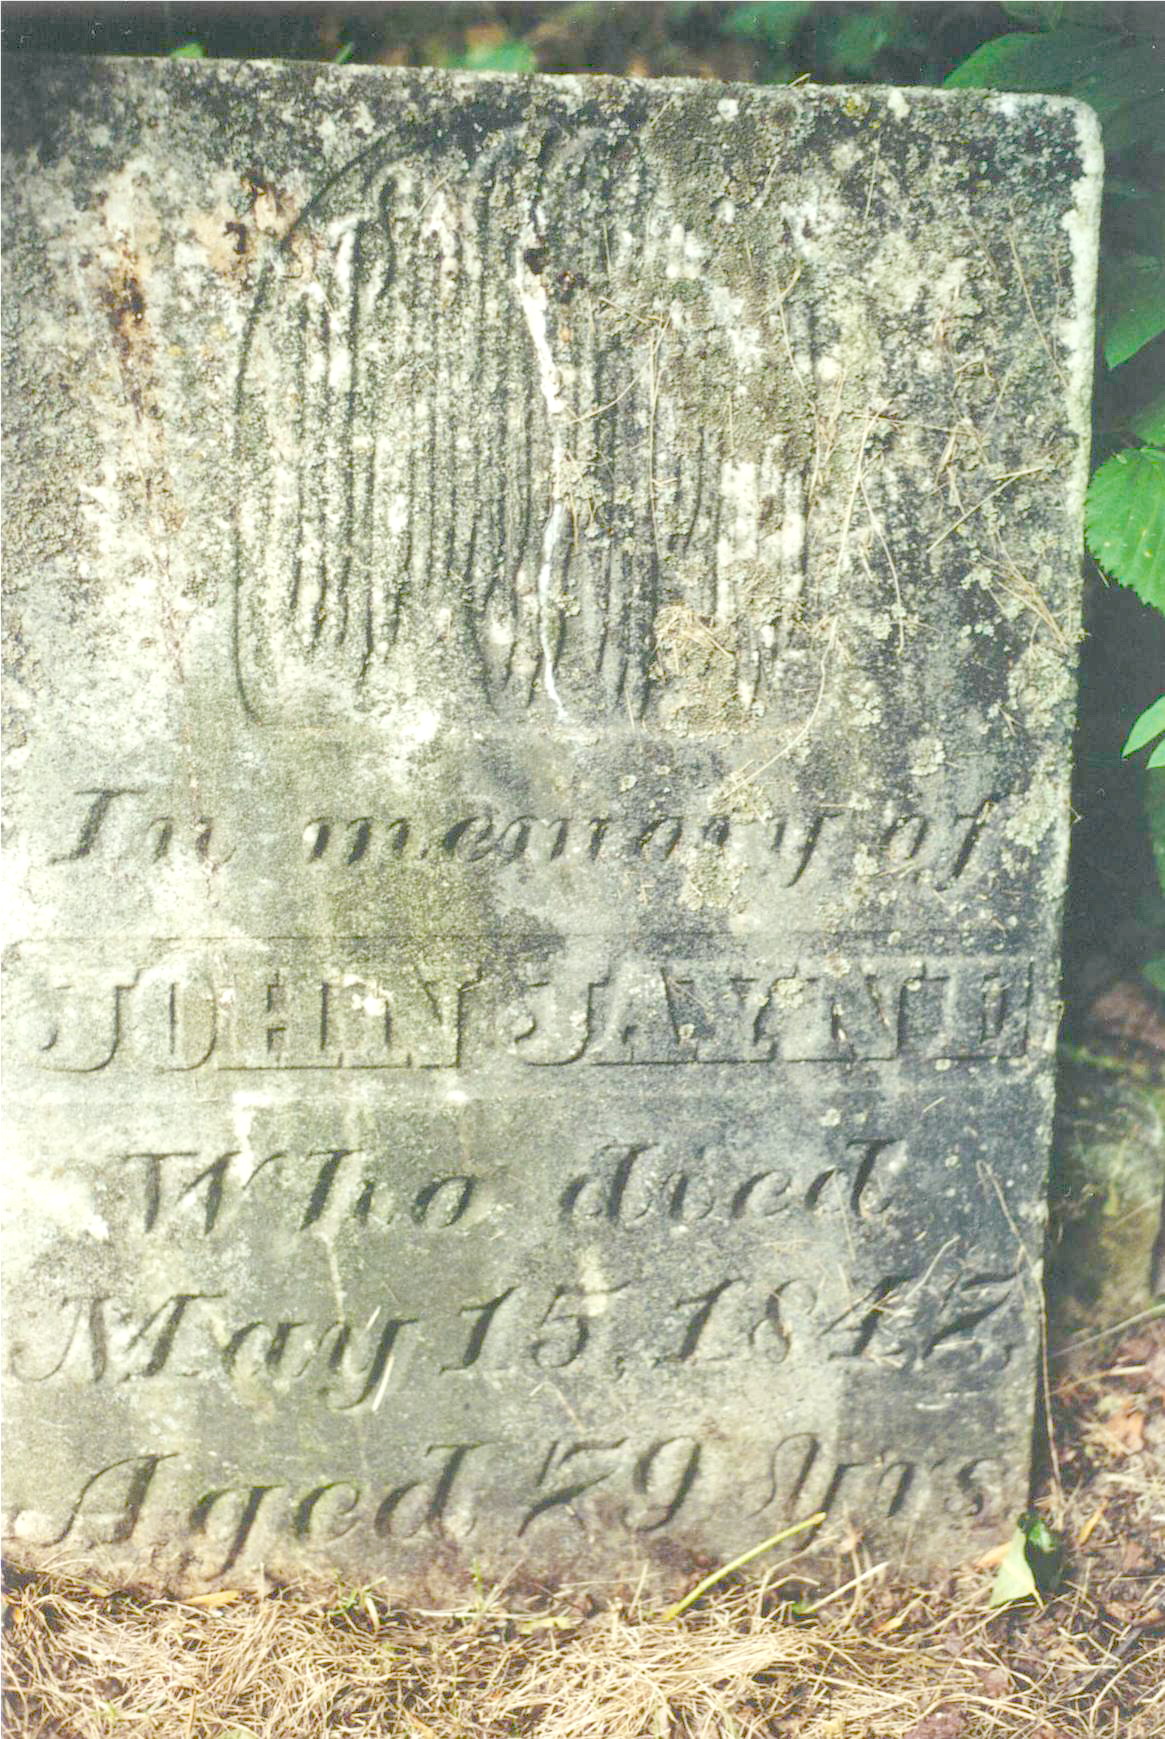 In memory of
JOHN JAYNE
Who died
May 15, 1847,
Aged 79 Yrs